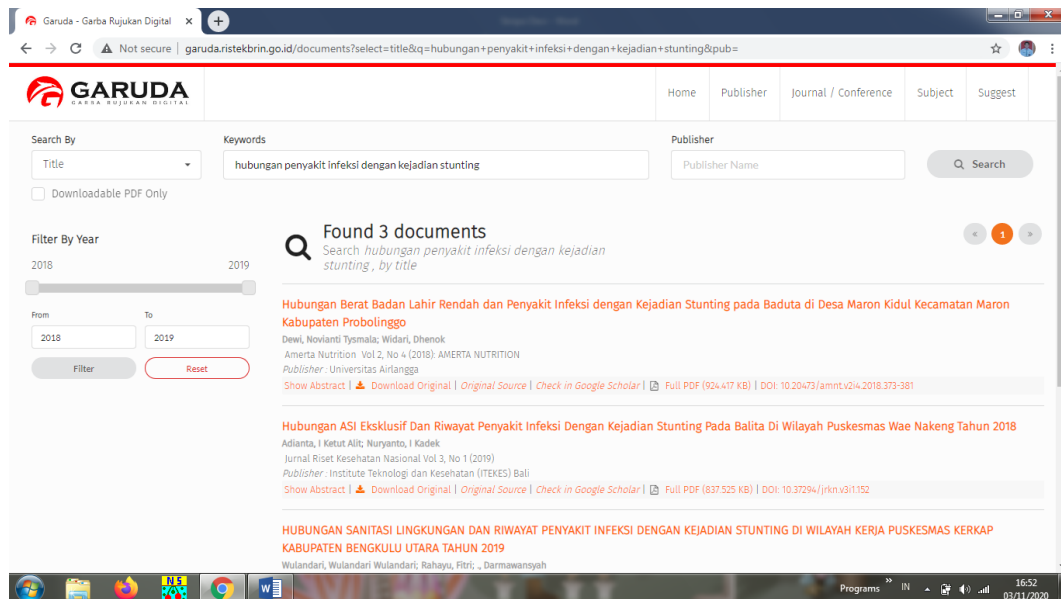 Garuda - Garba Rujukan Digital
Not secure | garuda.ristekbrin.go.id/documents?select=title&q=hubungan+penyakit+infeksi+dengan+kejadian+stunting&pub=
GARUDA
GARBA RUJUKAN DIGITAL
Home Publisher Journal / Conference Subject Suggest
Search By Keywords Publisher
Title hubungan penyakit infeksi dengan kejadian stunting Publisher Name Search
Downloadable PDF Only
Filter By Year
2018 2019
From To
2018 2019
Filter Reset
Found 3 documents
Search hubungan penyakit infeksi dengan kejadian
stunting , by title
« 1 »
Hubungan Berat Badan Lahir Rendah dan Penyakit Infeksi dengan Kejadian Stunting pada Baduta di Desa Maron Kidul Kecamatan Maron
Kabupaten Probolinggo
Dewi, Novianti Tysmala; Widari, Dhenok
Amerta Nutrition Vol 2, No 4 (2018): AMERTA NUTRITION
Publisher : Universitas Airlangga
Show Abstract | Download Original | Original Source | Check in Google Scholar | Full PDF (924.417 KB) | DOI: 10.20473/amnt.v2i4.2018.373-381
Hubungan ASI Eksklusif Dan Riwayat Penyakit Infeksi Dengan Kejadian Stunting Pada Balita Di Wilayah Puskesmas Wae Nakeng Tahun 2018
Adianta, I Ketut Alit; Nuryanto, I Kadek
Jurnal Riset Kesehatan Nasional Vol 3, No 1 (2019)
Publisher : Institute Teknologi dan Kesehatan (ITEKES) Bali
Show Abstract | Download Original | Original Source | Check in Google Scholar | Full PDF (837.525 KB) | DOI: 10.37294/jrkn.v3i1.152
HUBUNGAN SANITASI LINGKUNGAN DAN RIWAYAT PENYAKIT INFEKSI DENGAN KEJADIAN STUNTING DI WILAYAH KERJA PUSKESMAS KERKAP
KABUPATEN BENGKULU UTARA TAHUN 2019
Wulandari, Wulandari Wulandari; Rahayu, Fitri; ., Darmawansyah
Programs » IN 16:52
03/11/2020